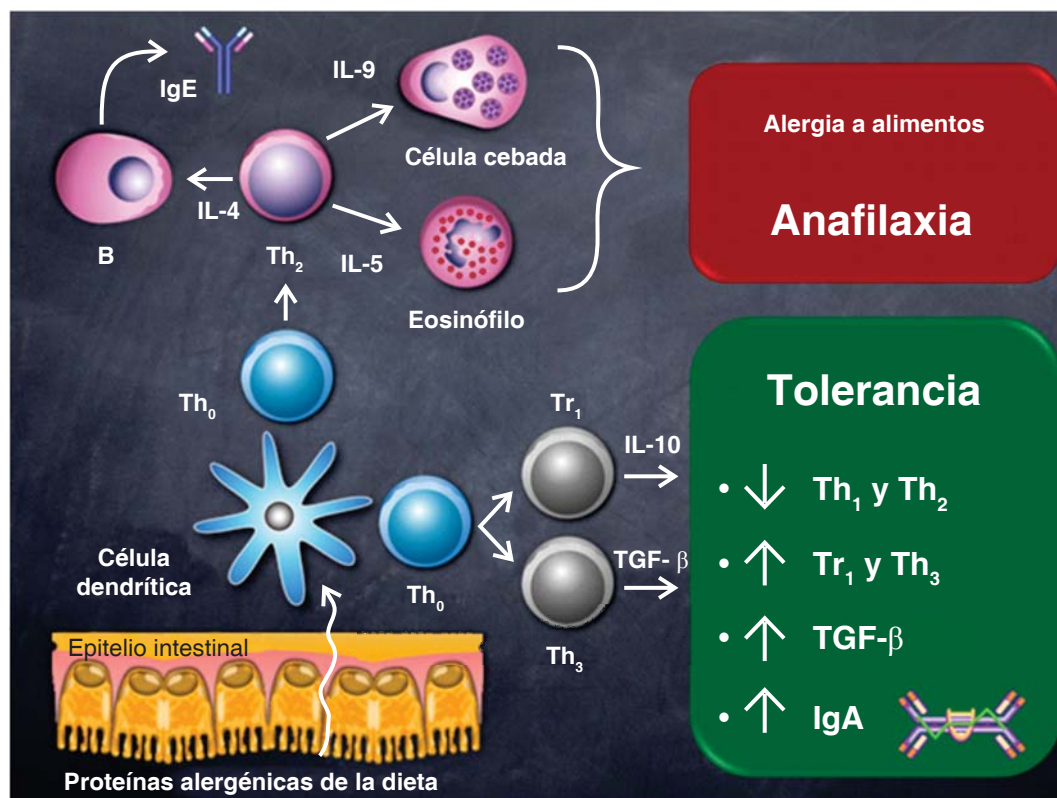 IgE
IL-9
Célula cebada
B
IL-4
Th₂
IL-5
Eosinófilo
Alergia a alimentos
Anafilaxia
Th₀
Célula
dendrítica
Th₀
Tr₁
IL-10
TGF- β
Th₃
Tolerancia
• ↓ Th₁ y Th₂
• ↑ Tr₁ y Th₃
• ↑ TGF-β
• ↑ IgA
Epitelio intestinal
Proteínas alergénicas de la dieta